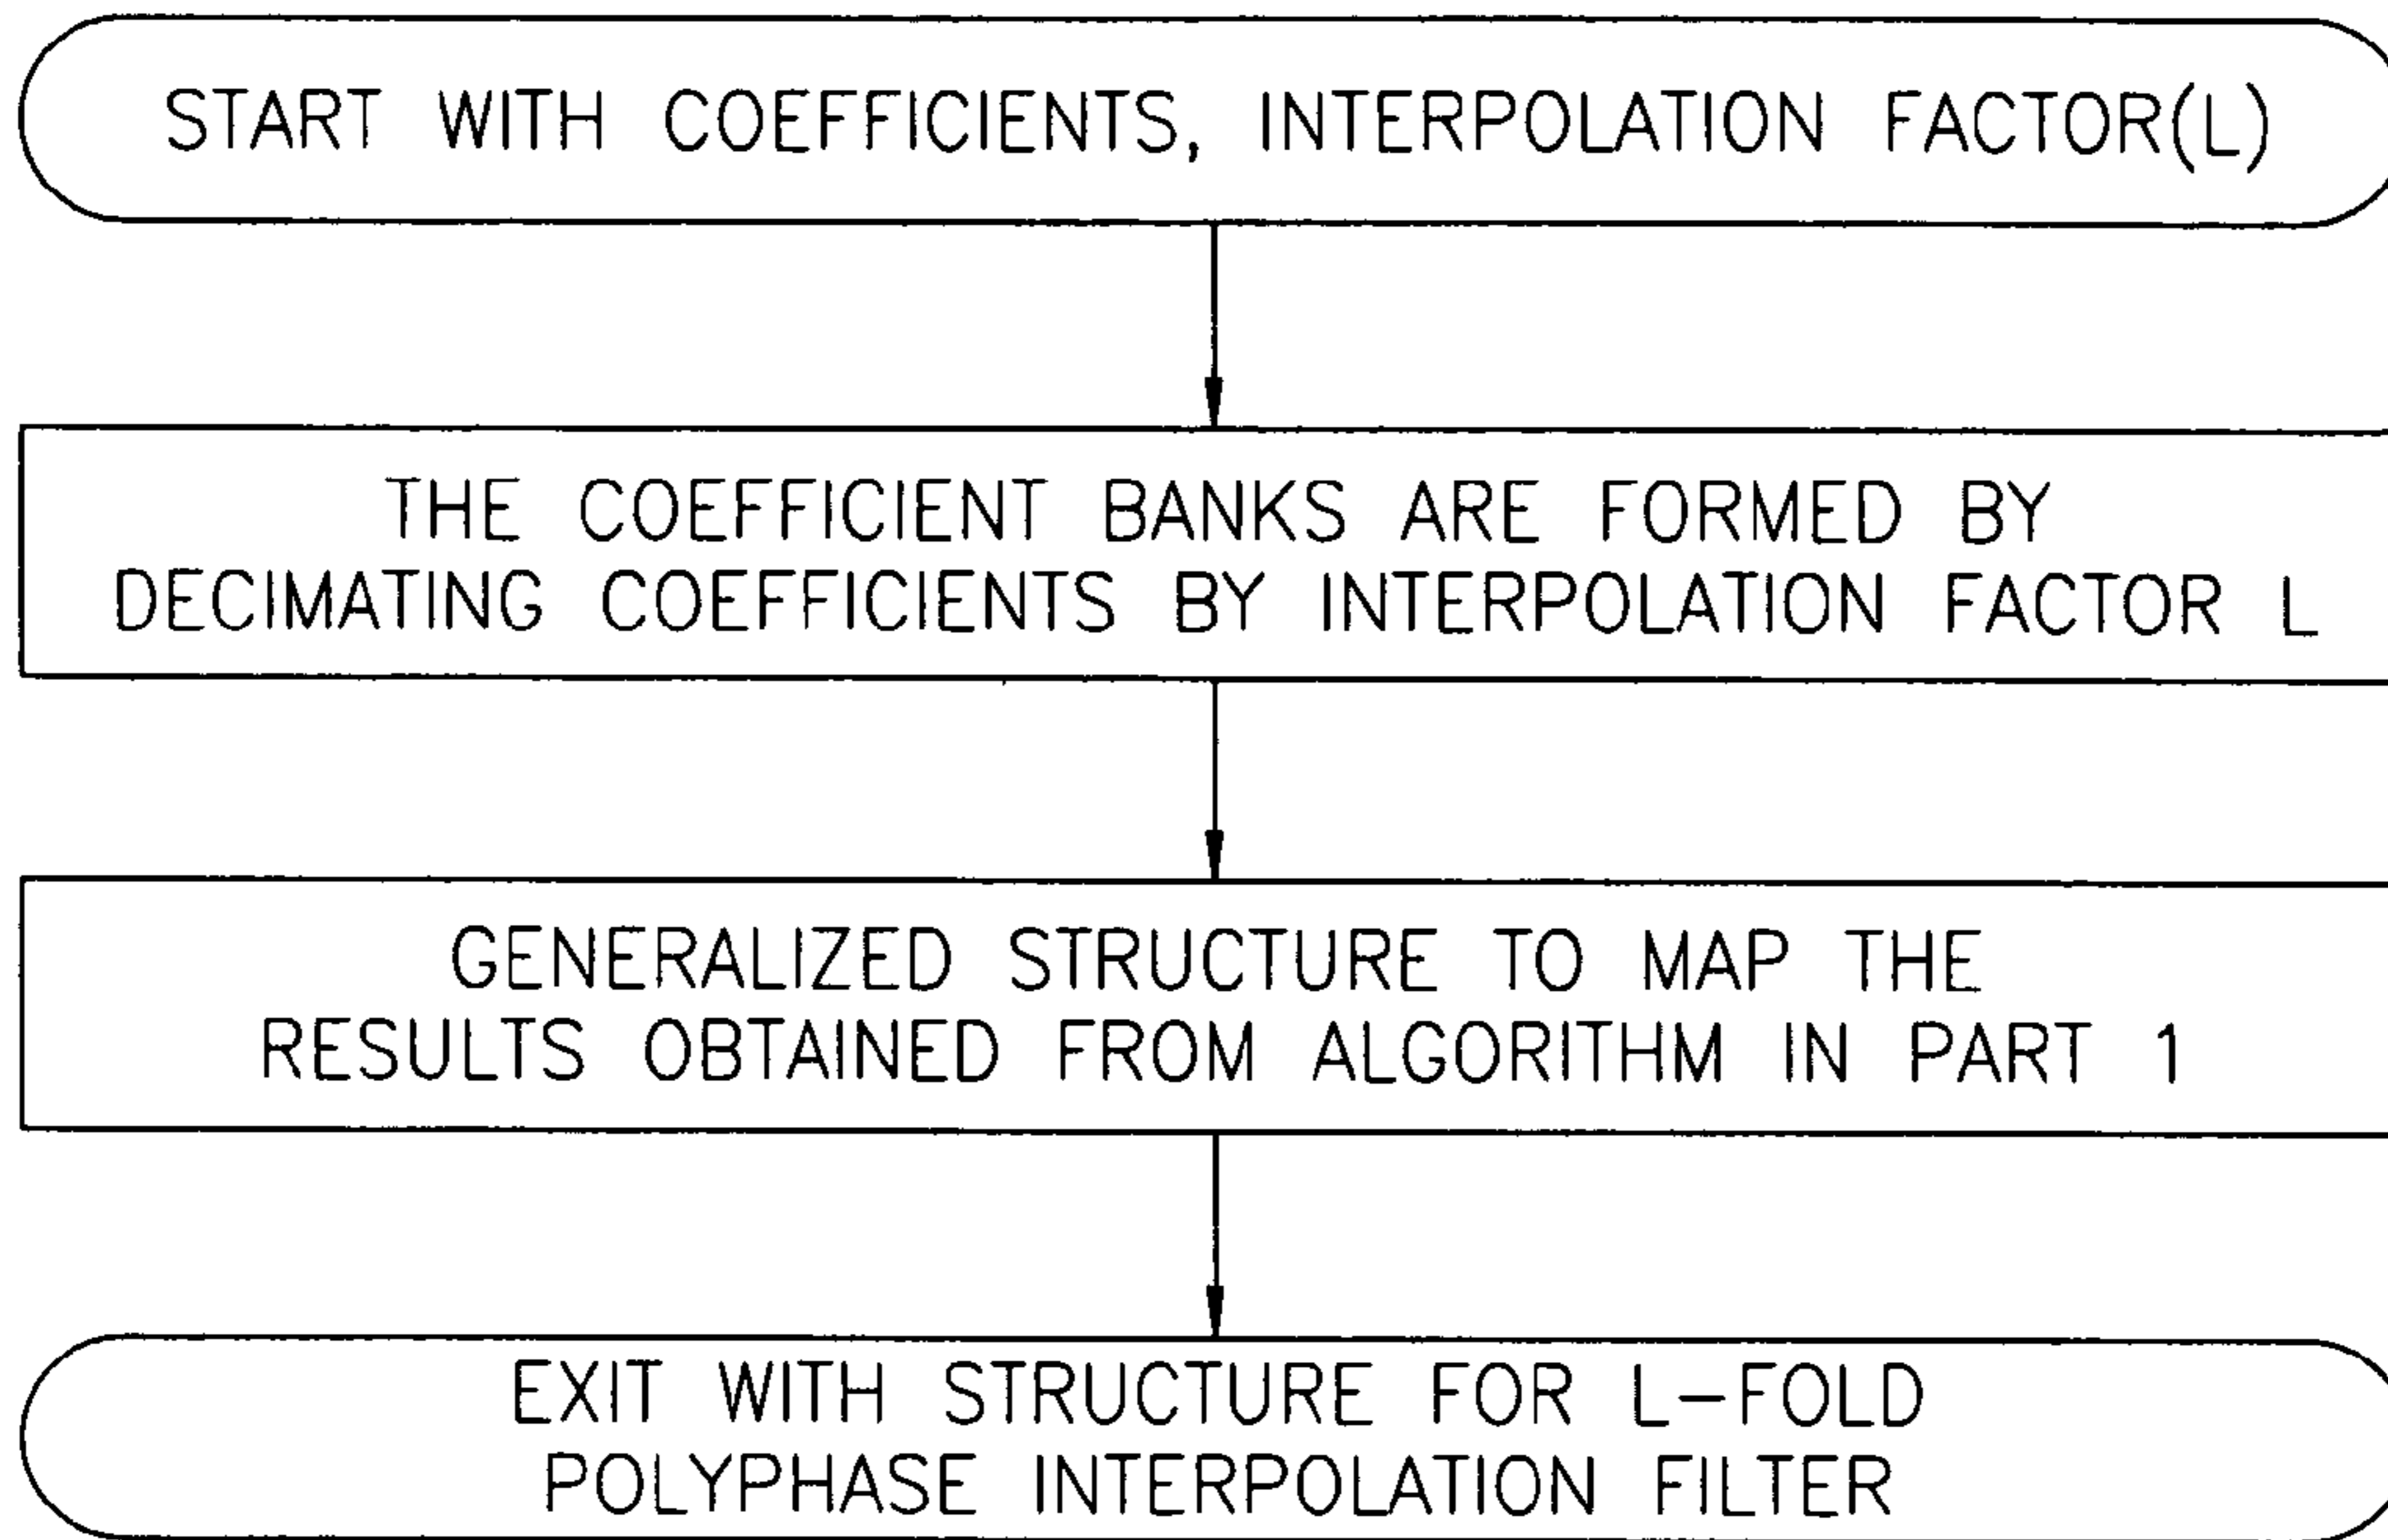 START WITH COEFFICIENTS, INTERPOLATION FACTOR(L)
THE COEFFICIENT BANKS ARE FORMED BY
DECIMATING COEFFICIENTS BY INTERPOLATION FACTOR L
GENERALIZED STRUCTURE TO MAP THE
RESULTS OBTAINED FROM ALGORITHM IN PART 1
EXIT WITH STRUCTURE FOR L-FOLD
POLYPHASE INTERPOLATION FILTER